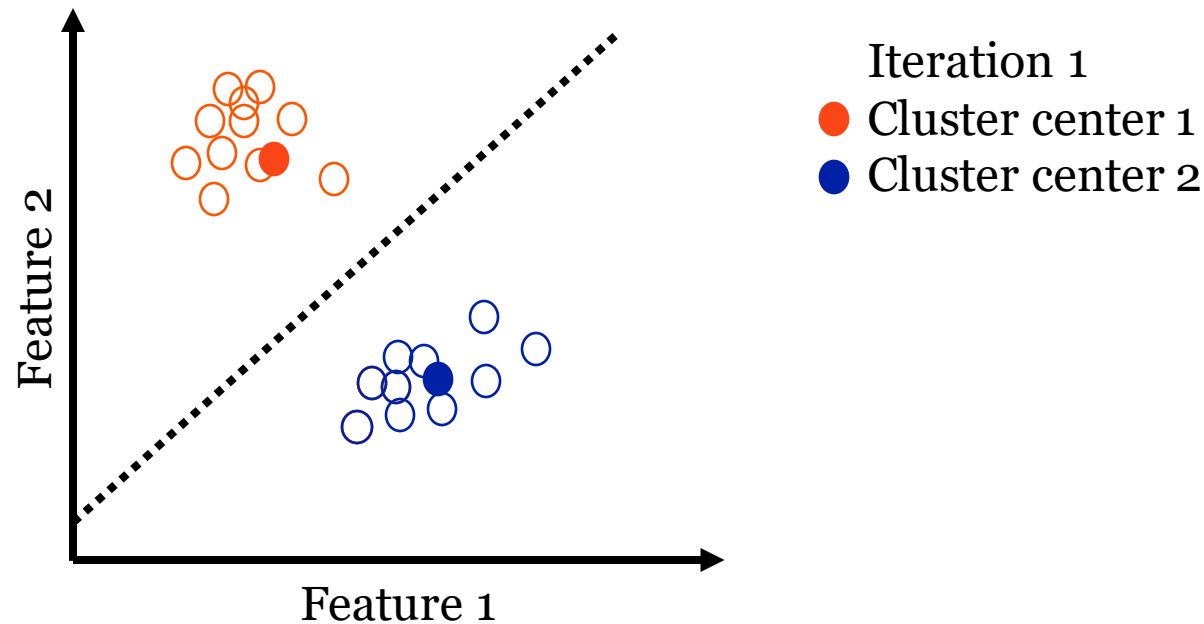 Iteration 1
Cluster center 1
Cluster center 2
Feature 2
Feature 1